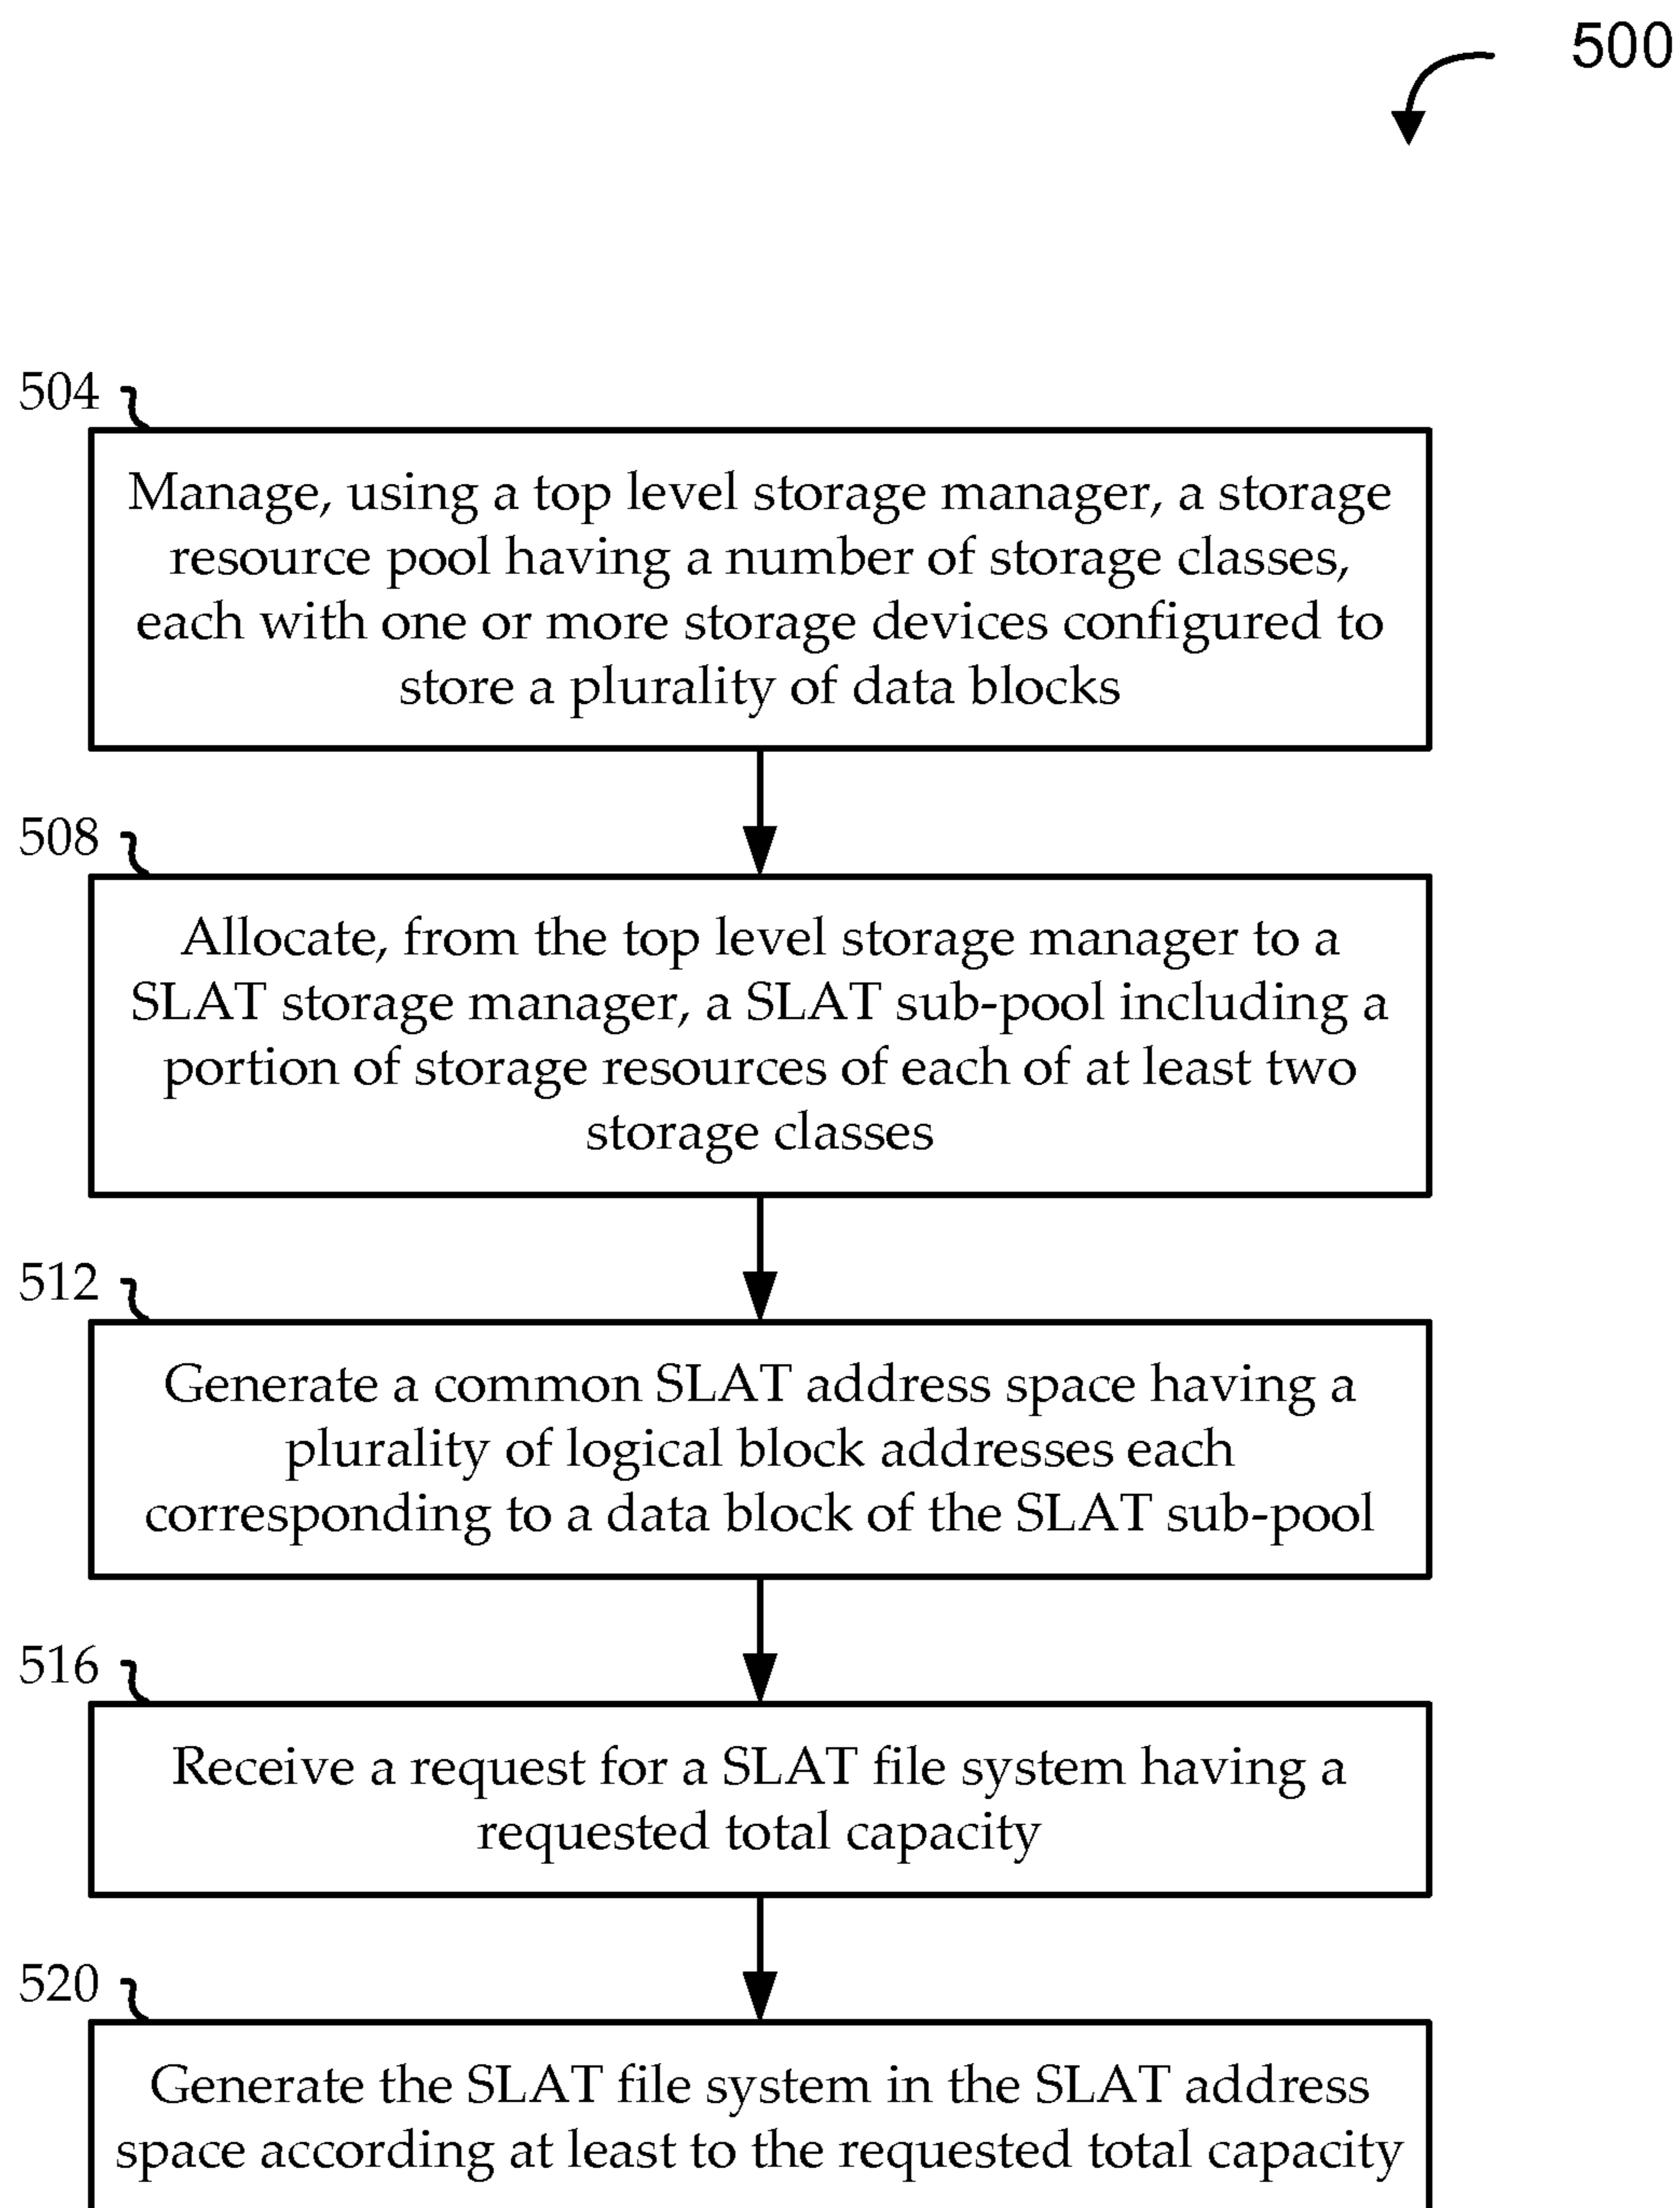 500
504
Manage, using a top level storage manager, a storage
resource pool having a number of storage classes,
each with one or more storage devices configured to
store a plurality of data blocks
508
Allocate, from the top level storage manager to a
SLAT storage manager, a SLAT sub-pool including a
portion of storage resources of each of at least two
storage classes
512
Generate a common SLAT address space having a
plurality of logical block addresses each
corresponding to a data block of the SLAT sub-pool
516
Receive a request for a SLAT file system having a
requested total capacity
520
Generate the SLAT file system in the SLAT address
space according at least to the requested total capacity